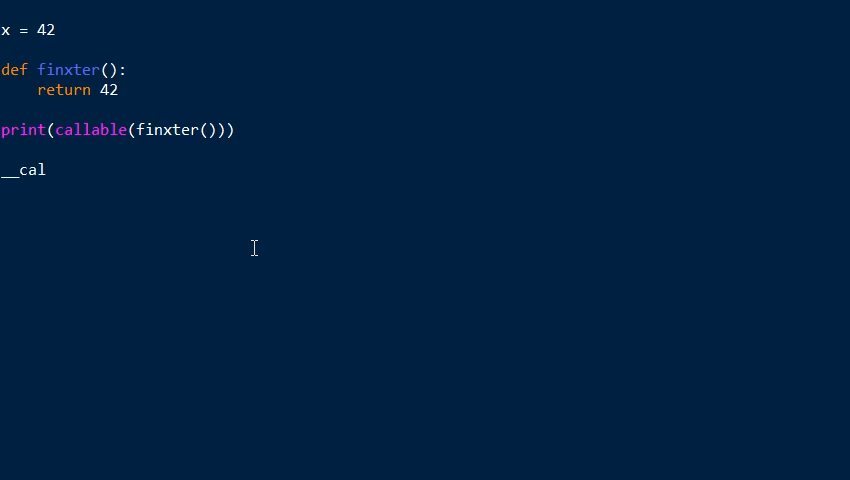 x = 42
def finxter():
    return 42
print(callable(finxter()))
__cal